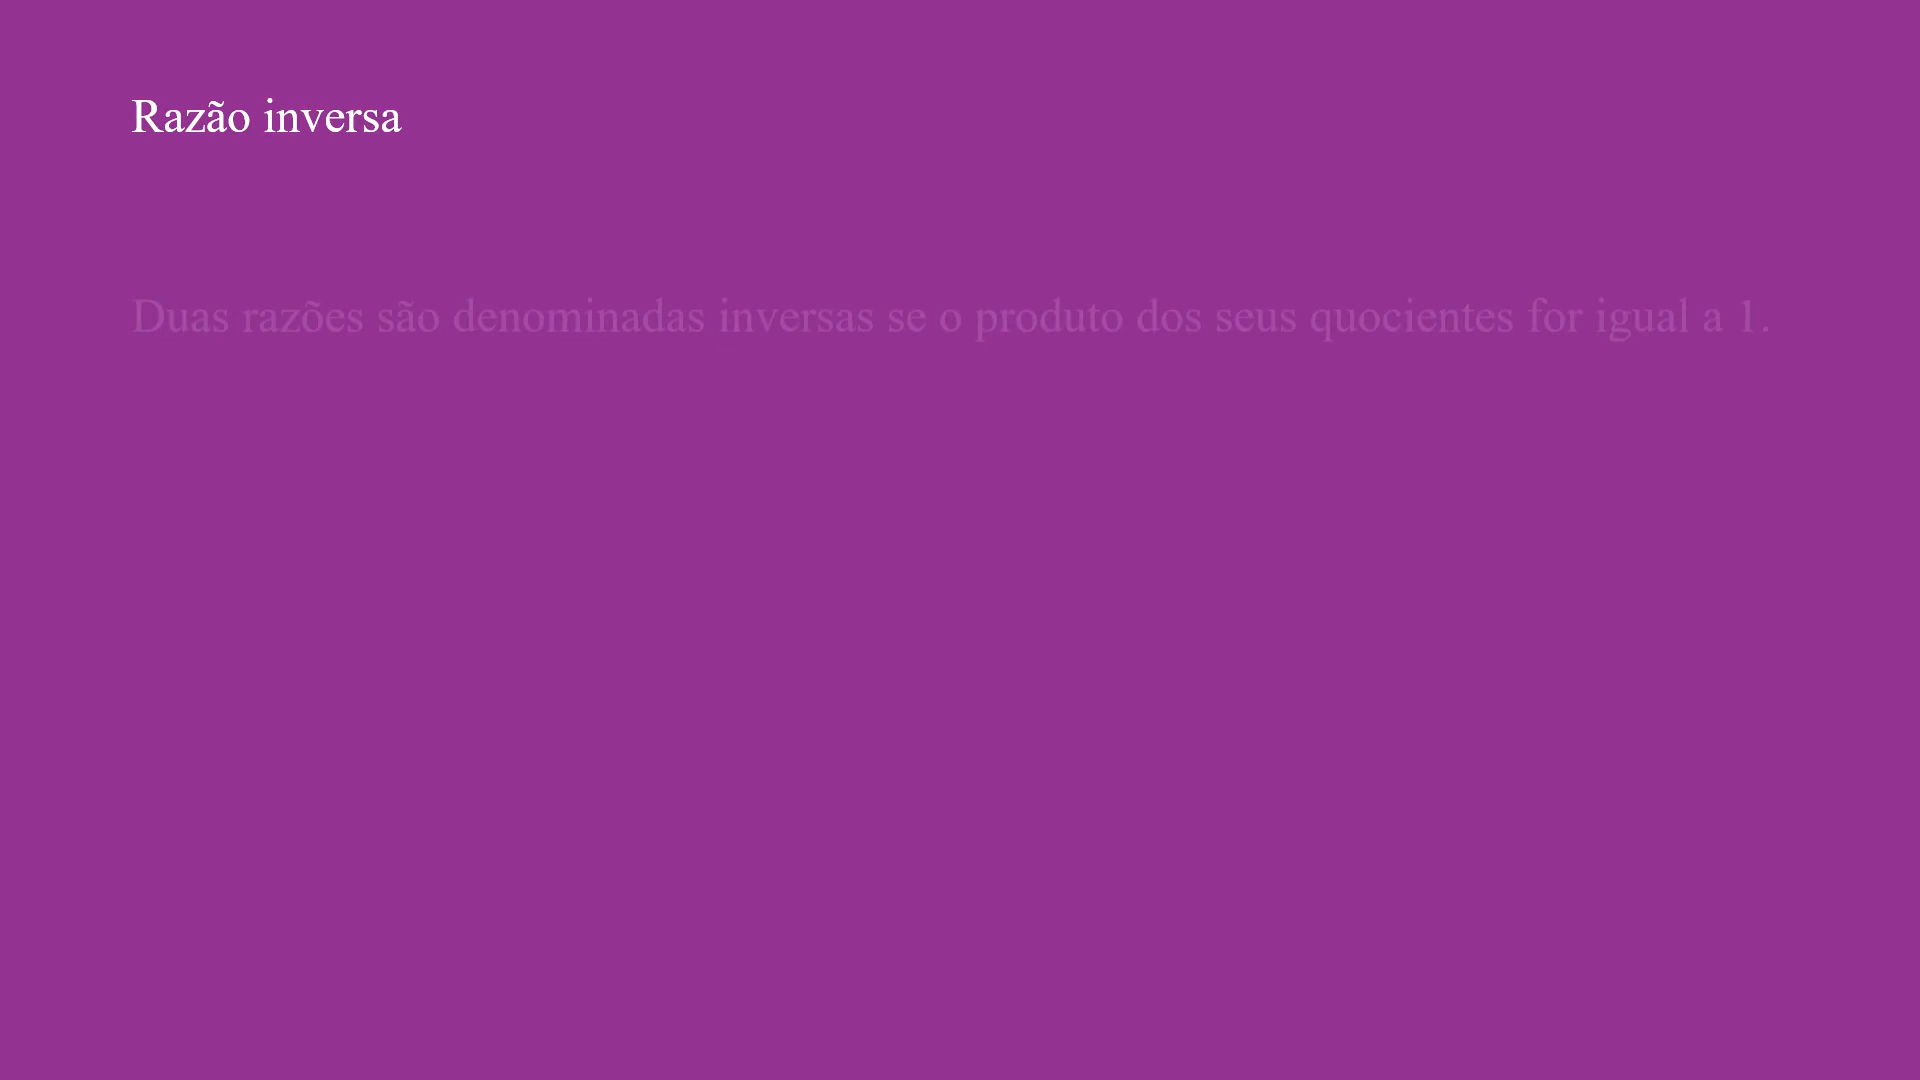 Razão inversa
Duas razões são denominadas inversas se o produto dos seus quocientes for igual a 1.